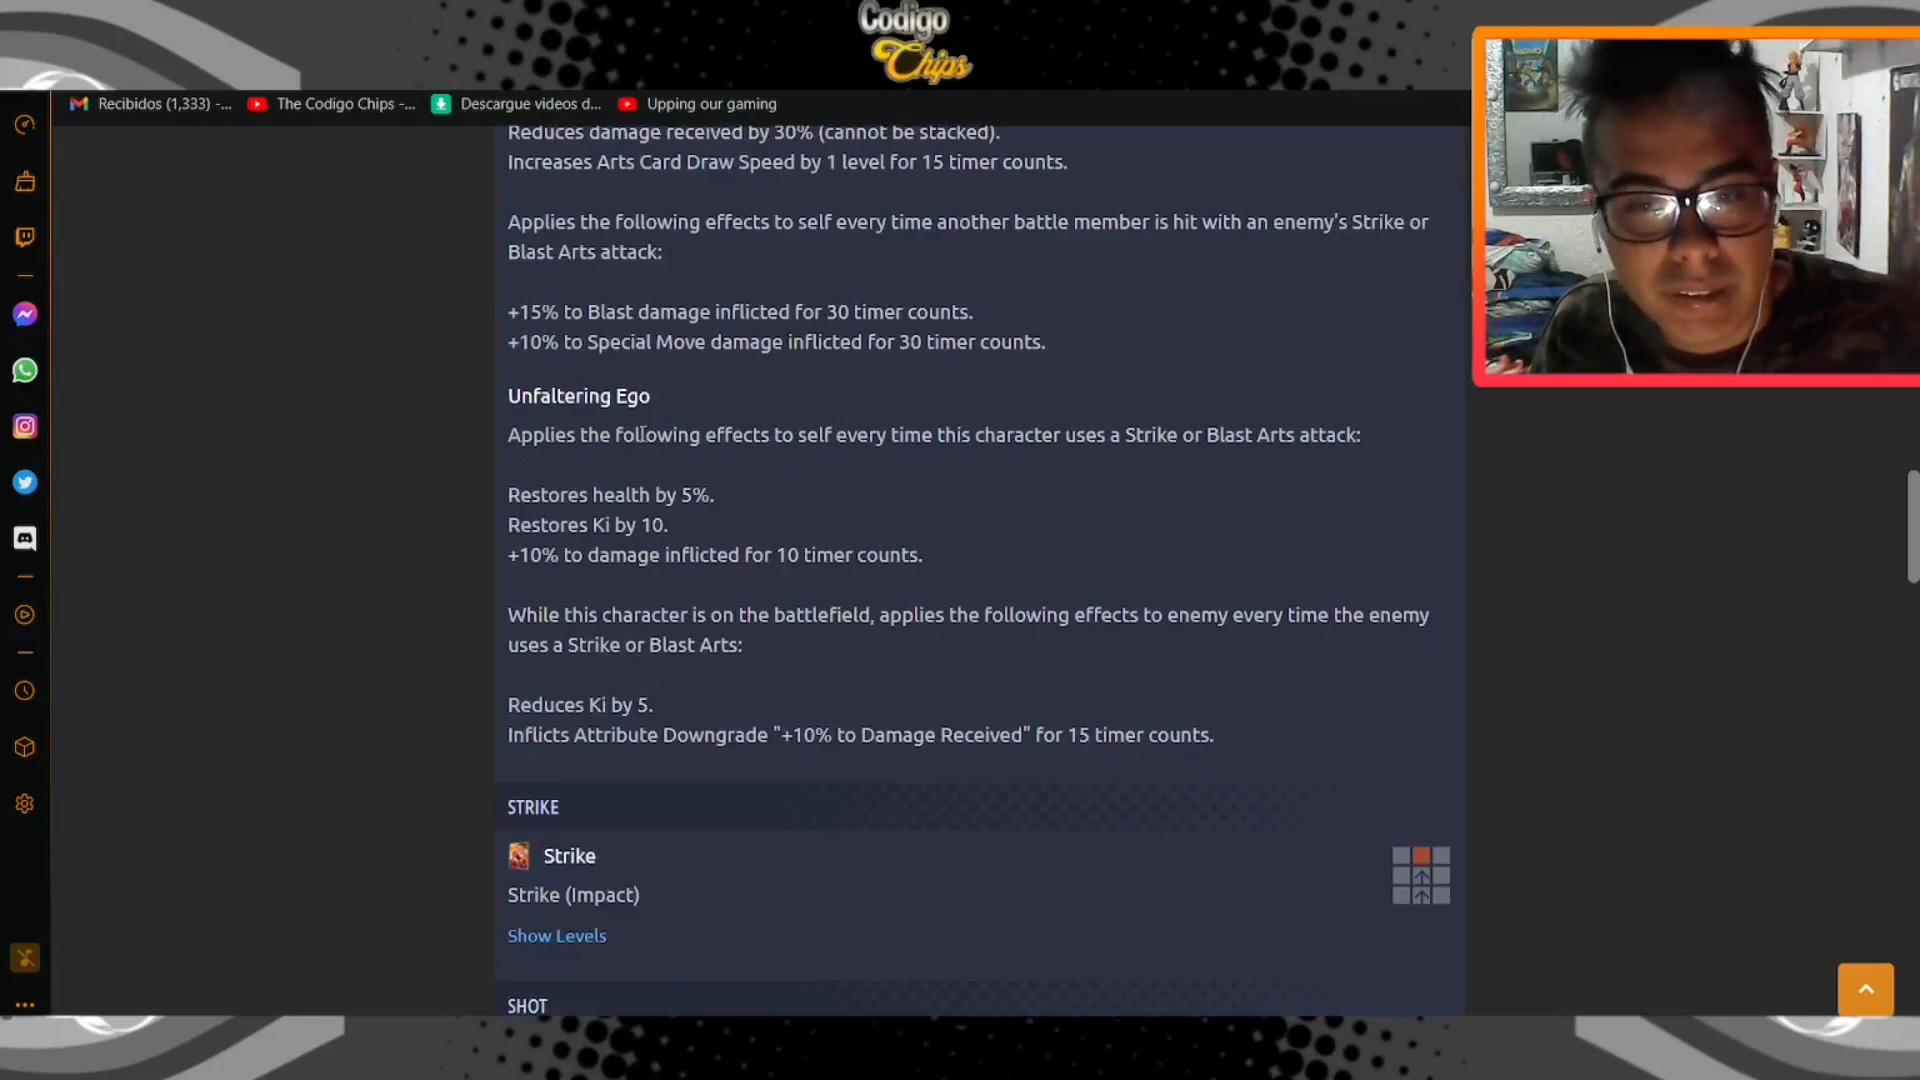 Codigo
Chips
Recibidos (1,333) -...
The Codigo Chips -...
Descargue videos d...
Upping our gaming
Reduces damage received by 30% (cannot be stacked).
Increases Arts Card Draw Speed by 1 level for 15 timer counts.
Applies the following effects to self every time another battle member is hit with an enemy's Strike or
Blast Arts attack:
+15% to Blast damage inflicted for 30 timer counts.
+10% to Special Move damage inflicted for 30 timer counts.
Unfaltering Ego
Applies the following effects to self every time this character uses a Strike or Blast Arts attack:
Restores health by 5%.
Restores Ki by 10.
+10% to damage inflicted for 10 timer counts.
While this character is on the battlefield, applies the following effects to enemy every time the enemy
uses a Strike or Blast Arts:
Reduces Ki by 5.
Inflicts Attribute Downgrade "+10% to Damage Received" for 15 timer counts.
STRIKE
Strike
Strike (Impact)
Show Levels
SHOT